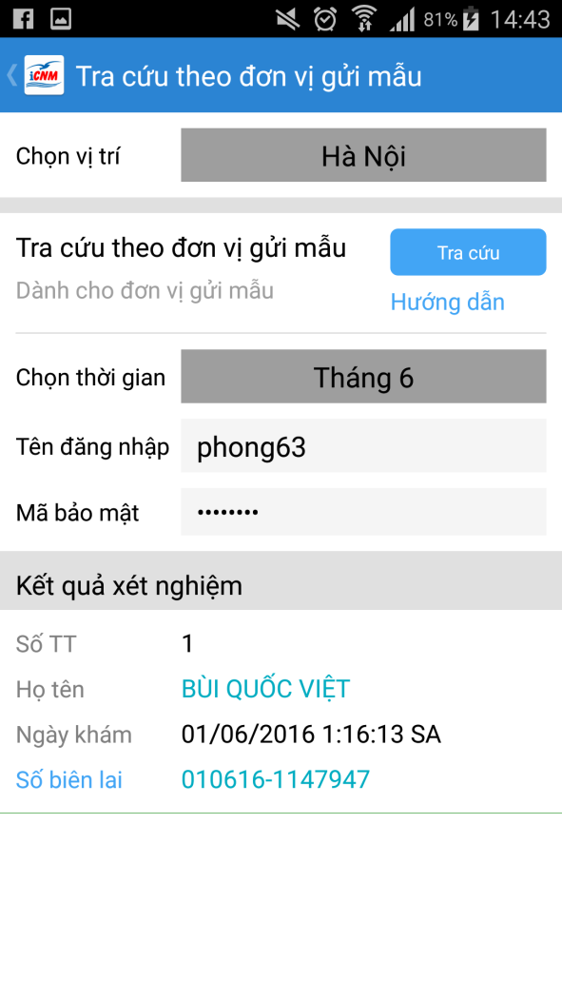 81% 14:43
iCNM
Tra cứu theo đơn vị gửi mẫu
Chọn vị trí Hà Nội
Tra cứu theo đơn vị gửi mẫu Tra cứu
Dành cho đơn vị gửi mẫu Hướng dẫn
Chọn thời gian Tháng 6
Tên đăng nhập phong63
Mã bảo mật ••••••••
Kết quả xét nghiệm
Số TT 1
Họ tên BÙI QUỐC VIỆT
Ngày khám 01/06/2016 1:16:13 SA
Số biên lai 010616-1147947